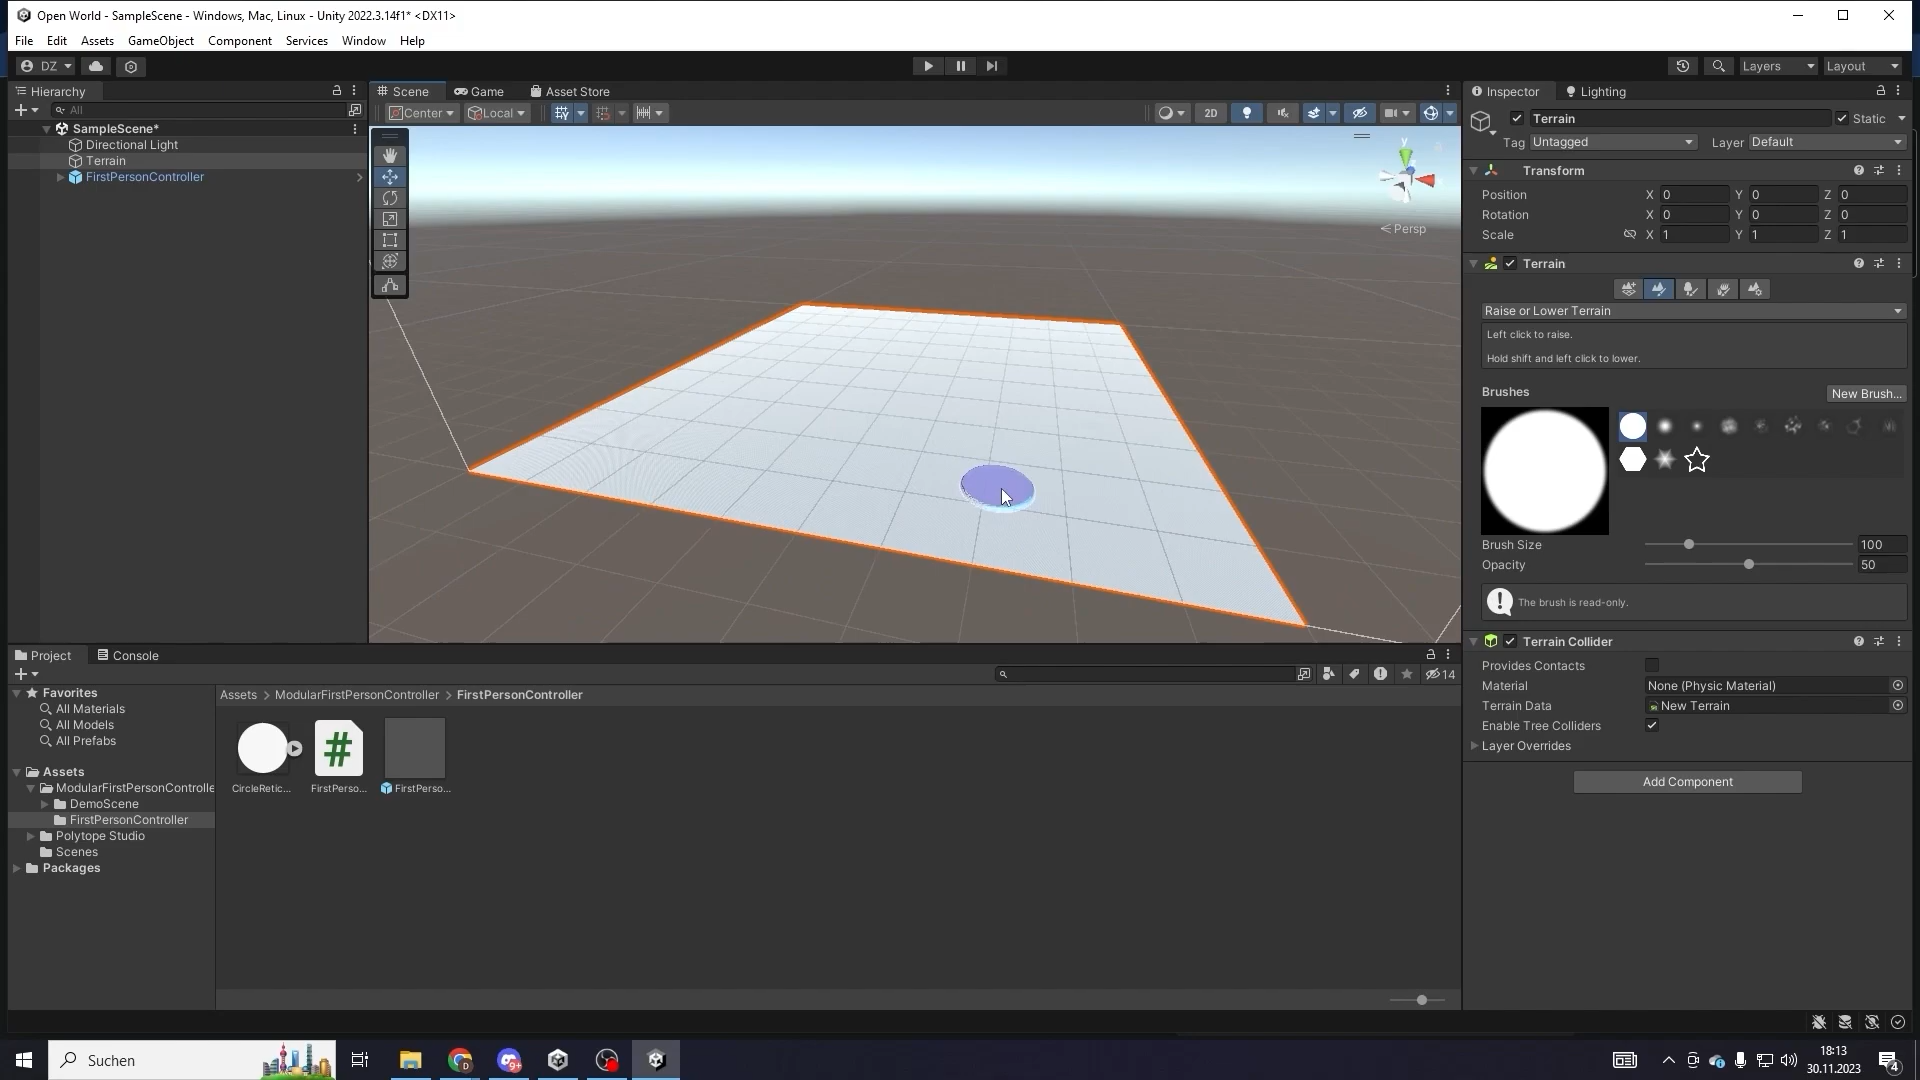 Open World - SampleScene - Windows, Mac, Linux - Unity 2022.3.14f1* <DX11>
File Edit Assets GameObject Component Services Window Help
DZ
Layers
Layout
Hierarchy
All
SampleScene*
Directional Light
Terrain
FirstPersonController
Scene
Game
Asset Store
Center
Local
2D
y
Persp
Inspector
Lighting
Terrain
Static
Tag Untagged
Layer Default
Transform
Position X 0 Y 0 Z 0
Rotation X 0 Y 0 Z 0
Scale X 1 Y 1 Z 1
Terrain
Raise or Lower Terrain
Left click to raise.
Hold shift and left click to lower.
Brushes
New Brush...
Brush Size 100
Opacity 50
The brush is read-only.
Terrain Collider
Provides Contacts
Material None (Physic Material)
Terrain Data New Terrain
Enable Tree Colliders
Layer Overrides
Add Component
Project
Console
14
Favorites
All Materials
All Models
All Prefabs
Assets
ModularFirstPersonControlle
DemoScene
FirstPersonController
Polytope Studio
Scenes
Packages
Assets > ModularFirstPersonController > FirstPersonController
#
CircleRetic...
FirstPerso...
FirstPerso...
Suchen
D
9+
18:13
30.11.2023
4